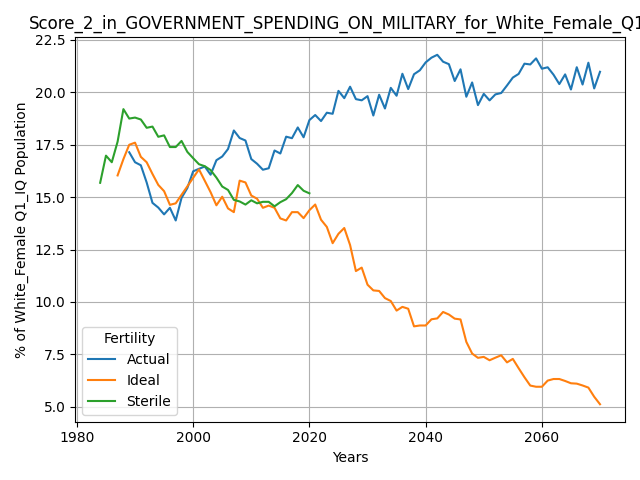 Score_2_in_GOVERNMENT_SPENDING_ON_MILITARY_for_White_Female_Q1
% of White_Female Q1_IQ Population
22.5
20.0
17.5
15.0
12.5
10.0
7.5
5.0
Fertility
Actual
Ideal
Sterile
1980
2000
2020
2040
2060
Years